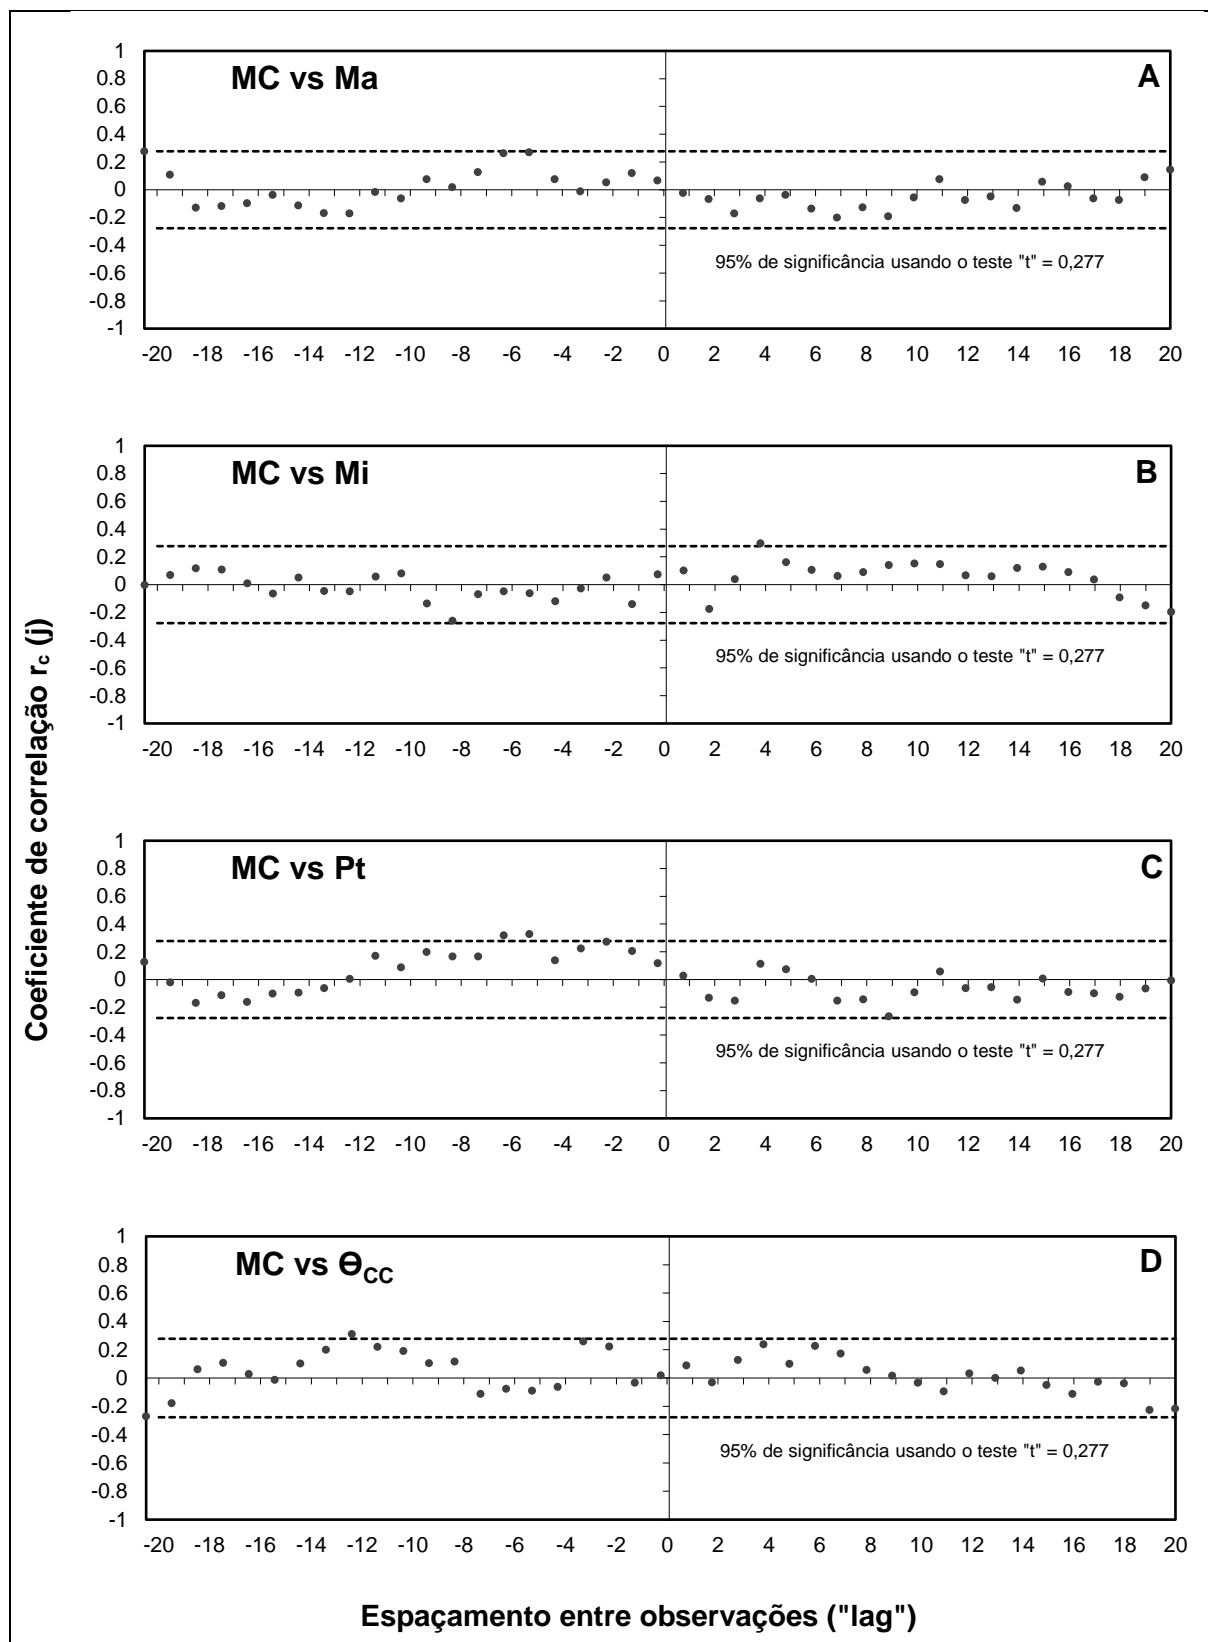 Coeficiente de correlação r꜀ (j)
MC vs Ma
A
1
0.8
0.6
0.4
0.2
0
-0.2
-0.4
-0.6
-0.8
-1
95% de significância usando o teste "t" = 0,277
-20 -18 -16 -14 -12 -10 -8 -6 -4 -2 0 2 4 6 8 10 12 14 16 18 20
MC vs Mi
B
1
0.8
0.6
0.4
0.2
0
-0.2
-0.4
-0.6
-0.8
-1
95% de significância usando o teste "t" = 0,277
-20 -18 -16 -14 -12 -10 -8 -6 -4 -2 0 2 4 6 8 10 12 14 16 18 20
MC vs Pt
C
1
0.8
0.6
0.4
0.2
0
-0.2
-0.4
-0.6
-0.8
-1
95% de significância usando o teste "t" = 0,277
-20 -18 -16 -14 -12 -10 -8 -6 -4 -2 0 2 4 6 8 10 12 14 16 18 20
MC vs ϴCC
D
1
0.8
0.6
0.4
0.2
0
-0.2
-0.4
-0.6
-0.8
-1
95% de significância usando o teste "t" = 0,277
-20 -18 -16 -14 -12 -10 -8 -6 -4 -2 0 2 4 6 8 10 12 14 16 18 20
Espaçamento entre observações ("lag")